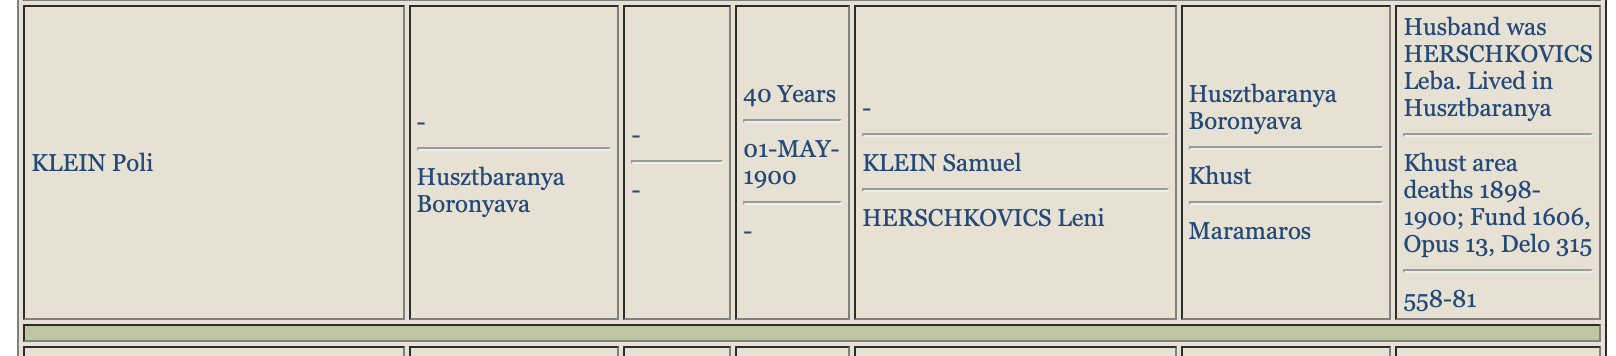 KLEIN Poli
-
Husztbaranya
Boronyava
-
-
40 Years
01-MAY-
1900
-
-
KLEIN Samuel
HERSCHKOVICS Leni
Husztbaranya
Boronyava
Khust
Maramaros
Husband was
HERSCHKOVICS
Leba. Lived in
Husztbaranya
Khust area
deaths 1898-
1900; Fund 1606,
Opus 13, Delo 315
558-81